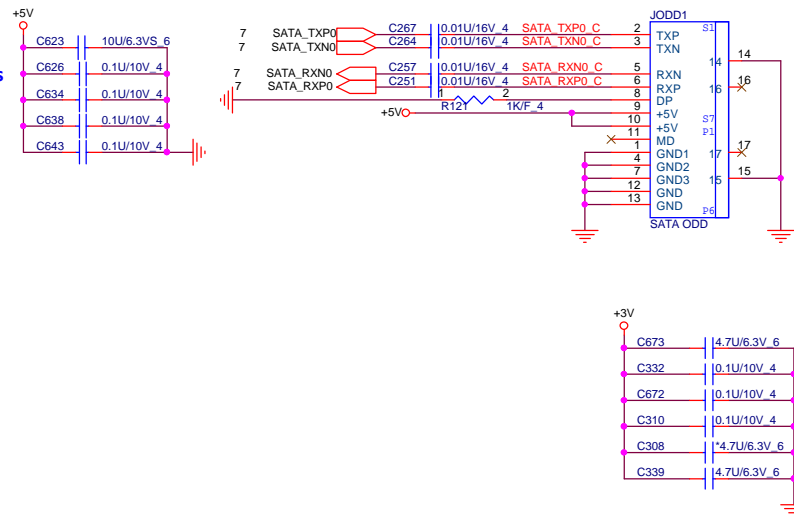 +5V
C623 10U/6.3VS_6
C626 0.1U/10V_4
s
C634 0.1U/10V_4
C638 0.1U/10V_4
C643 0.1U/10V_4
JODD1
7 SATA_TXP0 C267 0.01U/16V_4 SATA_TXP0_C 2 TXP S1
7 SATA_TXN0 C264 0.01U/16V_4 SATA_TXN0_C 3 TXN
14 14
7 SATA_RXN0 C257 0.01U/16V_4 SATA_RXN0_C 5 RXN
7 SATA_RXP0 C251 0.01U/16V_4 SATA_RXP0_C 6 RXP 16 16
R121 1 2 1K/F_4 8 DP
+5V 9 +5V S7
10 +5V P1
11 MD
1 GND1 17 17
4 GND2
7 GND3 15 15
12 GND
13 GND P6
SATA ODD
+3V
C673 4.7U/6.3V_6
C332 0.1U/10V_4
C672 0.1U/10V_4
C310 0.1U/10V_4
C308 *4.7U/6.3V_6
C339 4.7U/6.3V_6